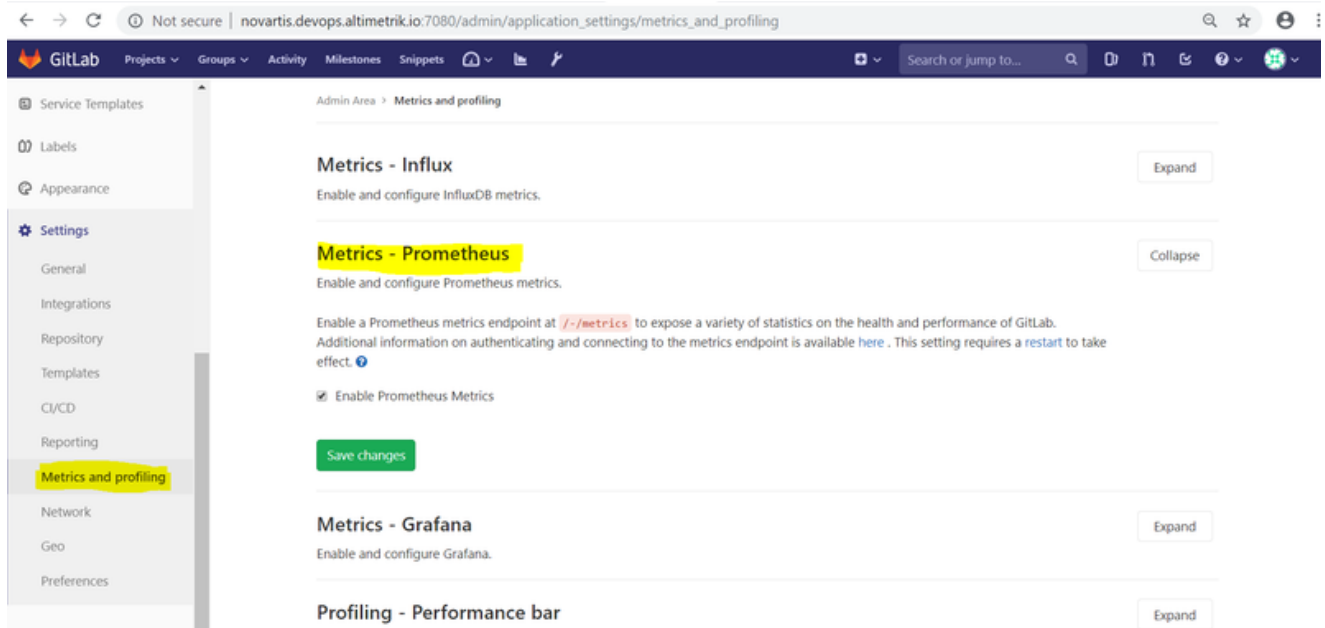 Not secure | novartis.devops.altimetrik.io:7080/admin/application_settings/metrics_and_profiling
GitLab Projects Groups Activity Milestones Snippets Search or jump to...
Service Templates
Labels
Appearance
Settings
General
Integrations
Repository
Templates
CI/CD
Reporting
Metrics and profiling
Network
Geo
Preferences
Admin Area > Metrics and profiling
Metrics - Influx
Expand
Enable and configure InfluxDB metrics.
Metrics - Prometheus
Collapse
Enable and configure Prometheus metrics.
Enable a Prometheus metrics endpoint at /-/metrics to expose a variety of statistics on the health and performance of GitLab.
Additional information on authenticating and connecting to the metrics endpoint is available here . This setting requires a restart to take
effect.
Enable Prometheus Metrics
Save changes
Metrics - Grafana
Expand
Enable and configure Grafana.
Profiling - Performance bar
Expand